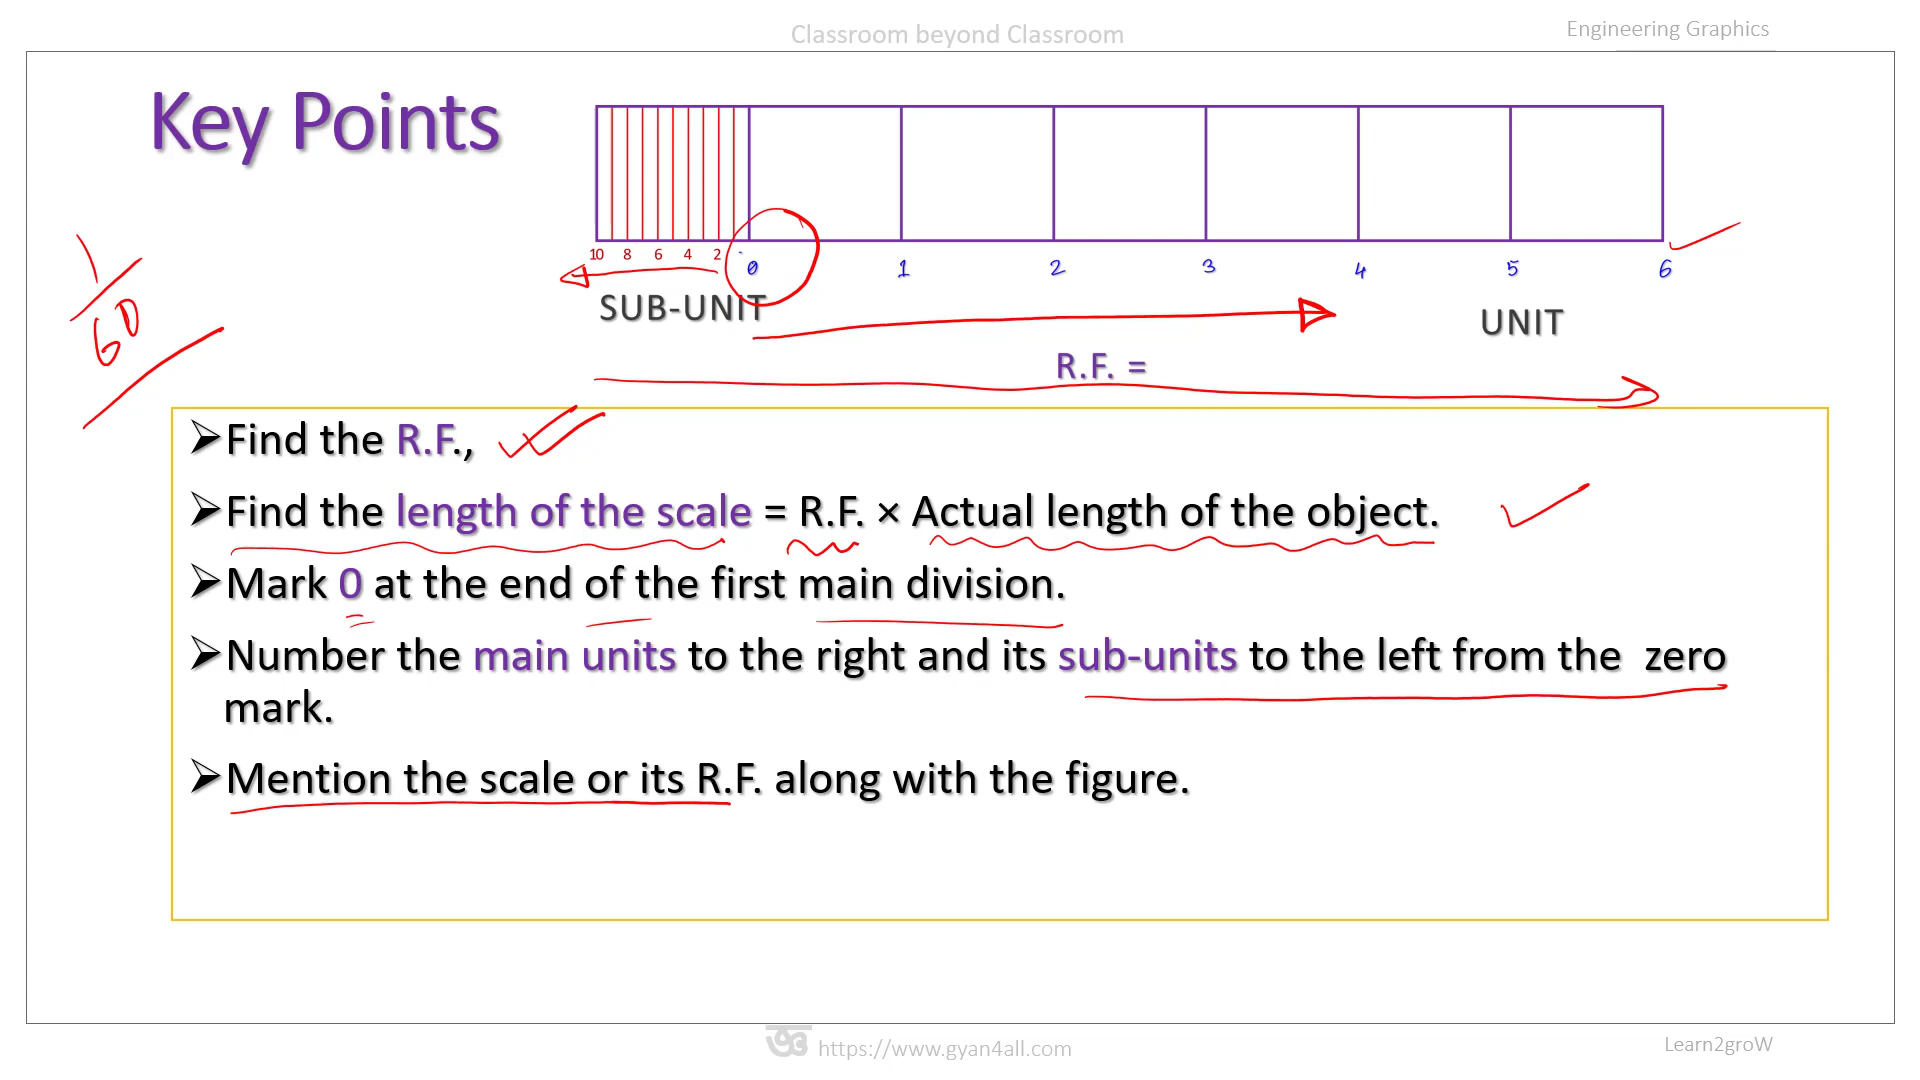 Classroom beyond Classroom
Engineering Graphics
Key Points
10 8 6 4 2 0 1 2 3 4 5 6
SUB-UNIT
UNIT
R.F. =
1
60
➢Find the R.F.,
➢Find the length of the scale = R.F. × Actual length of the object.
➢Mark 0 at the end of the first main division.
➢Number the main units to the right and its sub-units to the left from the zero
mark.
➢Mention the scale or its R.F. along with the figure.
https://www.gyan4all.com
Learn2groW